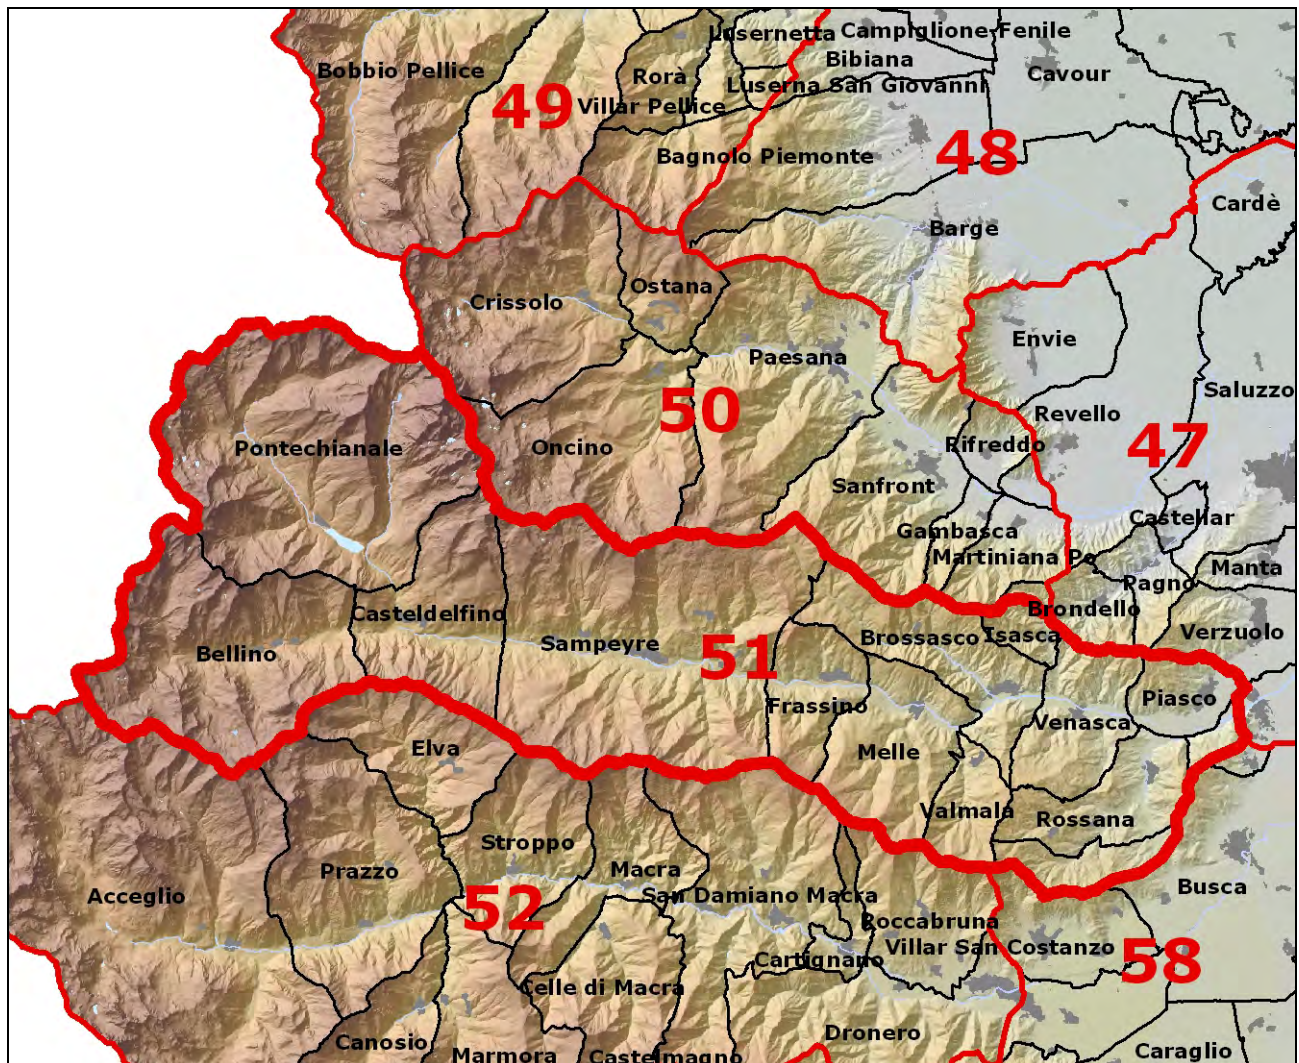 Lusernetta
Campiglione-Fenile
Bibiana
Bobbio Pellice
Rorà
Cavour
Luserna San Giovanni
49
Villar Pellice
48
Bagnolo Piemonte
Cardè
Barge
Ostana
Crissolo
Envie
Paesana
Saluzzo
50
Revello
Rifreddo
47
Pontechianale
Oncino
Sanfront
Castellar
Gambasca
Martiniana Po
Manta
Pagno
Casteldelfino
Brondello
Isasca
Brossasco
Verzuolo
Sampeyre
Bellino
51
Piasco
Frassino
Venasca
Elva
Melle
Valmala
Rossana
Stroppo
Macra
Prazzo
Busca
Acceglio
San Damiano Macra
52
Roccabruna
Villar San Costanzo
Cartignano
58
Celle di Macra
Dronero
Canosio
Caraglio
Marmora
Castelmagno